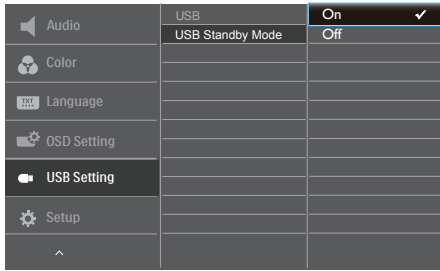 Audio
Color
TXT Language
OSD Setting
USB Setting
Setup
USB
USB Standby Mode
On
Off